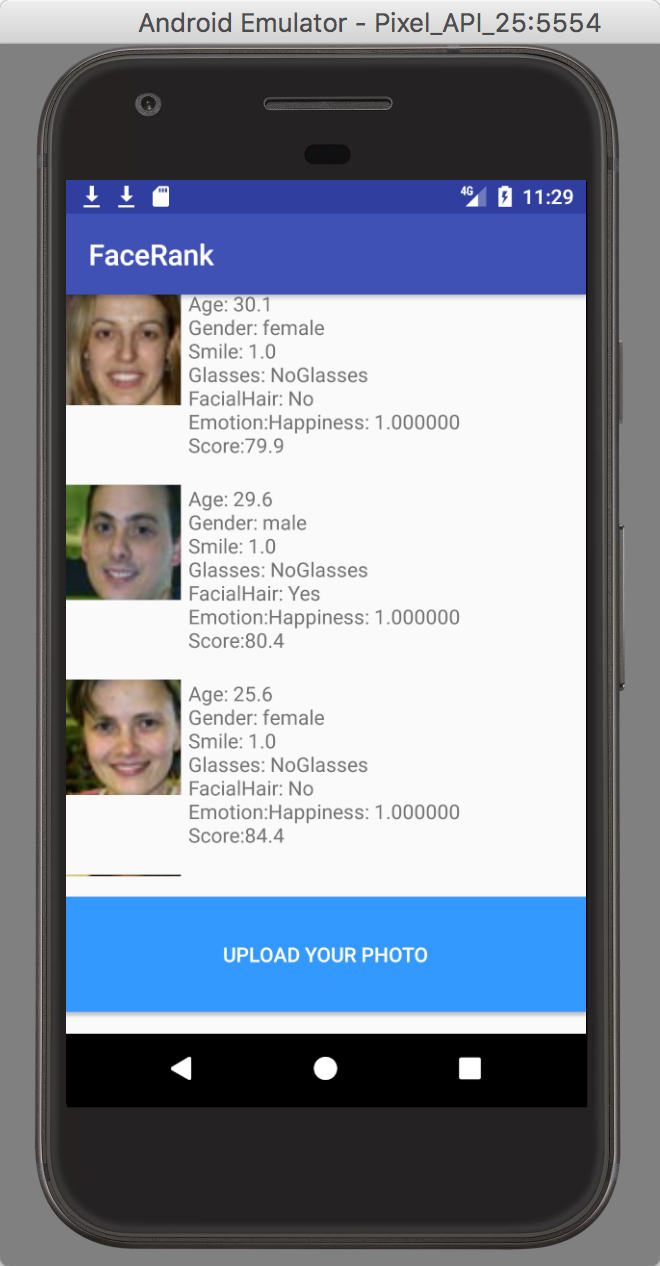 Android Emulator - Pixel_API_25:5554
4G 11:29
FaceRank
Age: 30.1
Gender: female
Smile: 1.0
Glasses: NoGlasses
FacialHair: No
Emotion:Happiness: 1.000000
Score:79.9
Age: 29.6
Gender: male
Smile: 1.0
Glasses: NoGlasses
FacialHair: Yes
Emotion:Happiness: 1.000000
Score:80.4
Age: 25.6
Gender: female
Smile: 1.0
Glasses: NoGlasses
FacialHair: No
Emotion:Happiness: 1.000000
Score:84.4
UPLOAD YOUR PHOTO